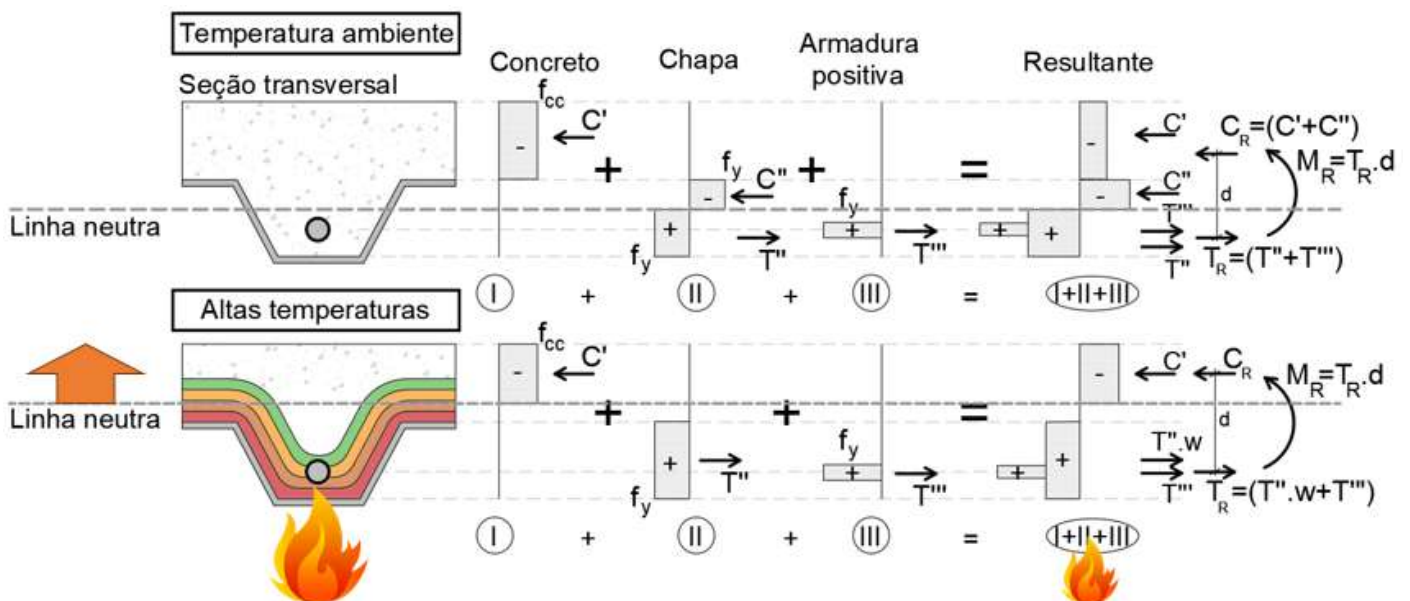 Temperatura ambiente
Seção transversal
Concreto
Chapa
Armadura
positiva
Resultante
f_cc
C'
-
+
f_y
C''
-
+
f_y
T''
+
f_y
+
T'''
=
-
-
+
+
C'
C_R=(C'+C'')
M_R=T_R.d
C''
d
T'''
T''
T_R=(T''+T''')
Linha neutra
I + II + III = I+II+III
Altas temperaturas
Linha neutra
f_cc
C'
-
+
+
f_y
T''
+
f_y
+
T'''
=
-
+
+
C'
C_R
M_R=T_R.d
d
T''.w
T'''
T_R=(T''.w+T''')
I + II + III = I+II+III